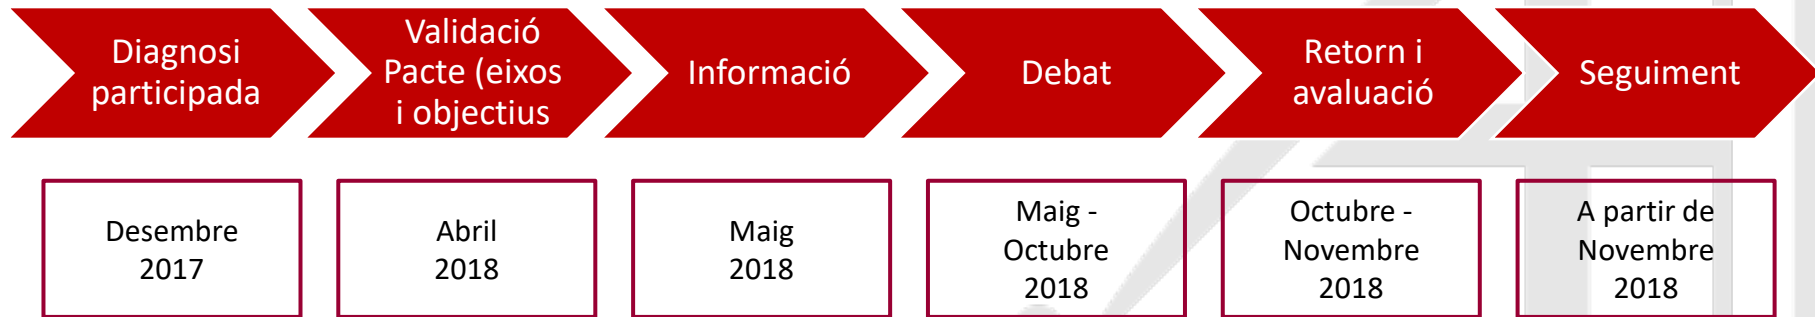 Diagnosi
participada
Validació
Pacte (eixos
i objectius
Informació
Debat
Retorn i
avaluació
Seguiment
Desembre
2017
Abril
2018
Maig
2018
Maig -
Octubre
2018
Octubre -
Novembre
2018
A partir de
Novembre
2018